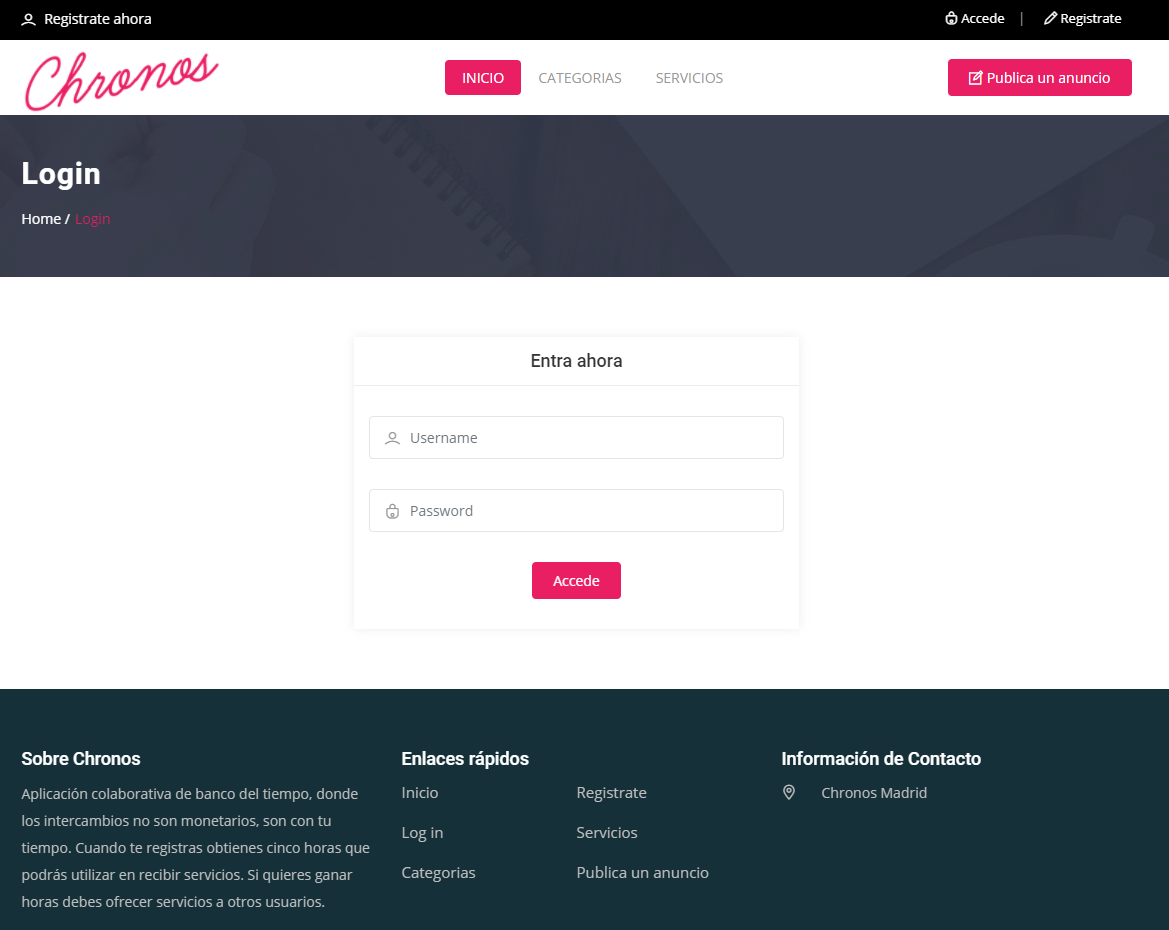 Registrate ahora
Accede | Registrate
Chronos
INICIO CATEGORIAS SERVICIOS
Publica un anuncio
Login
Home / Login
Entra ahora
Username
Password
Accede
Sobre Chronos
Aplicación colaborativa de banco del tiempo, donde
los intercambios no son monetarios, son con tu
tiempo. Cuando te registras obtienes cinco horas que
podrás utilizar en recibir servicios. Si quieres ganar
horas debes ofrecer servicios a otros usuarios.
Enlaces rápidos
Inicio Registrate
Log in Servicios
Categorias Publica un anuncio
Información de Contacto
Chronos Madrid